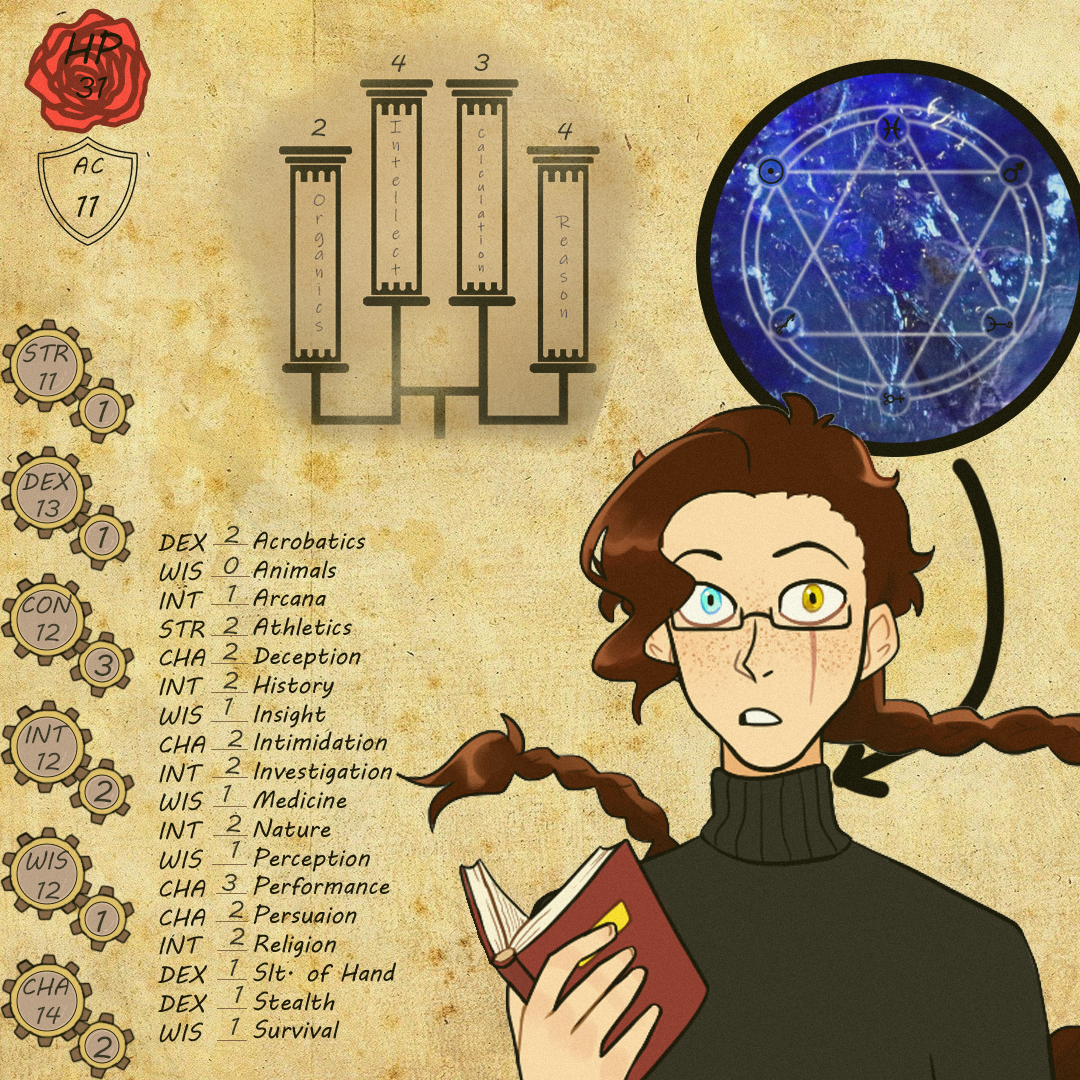 HP
31
AC
11
2
Organics
4
Intellect
3
Calculation
4
Reason
STR
11
1
DEX
13
1
CON
12
3
INT
12
2
WIS
12
1
CHA
14
2
DEX 2 Acrobatics
WIS 0 Animals
INT 1 Arcana
STR 2 Athletics
CHA 2 Deception
INT 2 History
WIS 1 Insight
CHA 2 Intimidation
INT 2 Investigation
WIS 1 Medicine
INT 2 Nature
WIS 1 Perception
CHA 3 Performance
CHA 2 Persuaion
INT 2 Religion
DEX 1 Slt. of Hand
DEX 1 Stealth
WIS 1 Survival